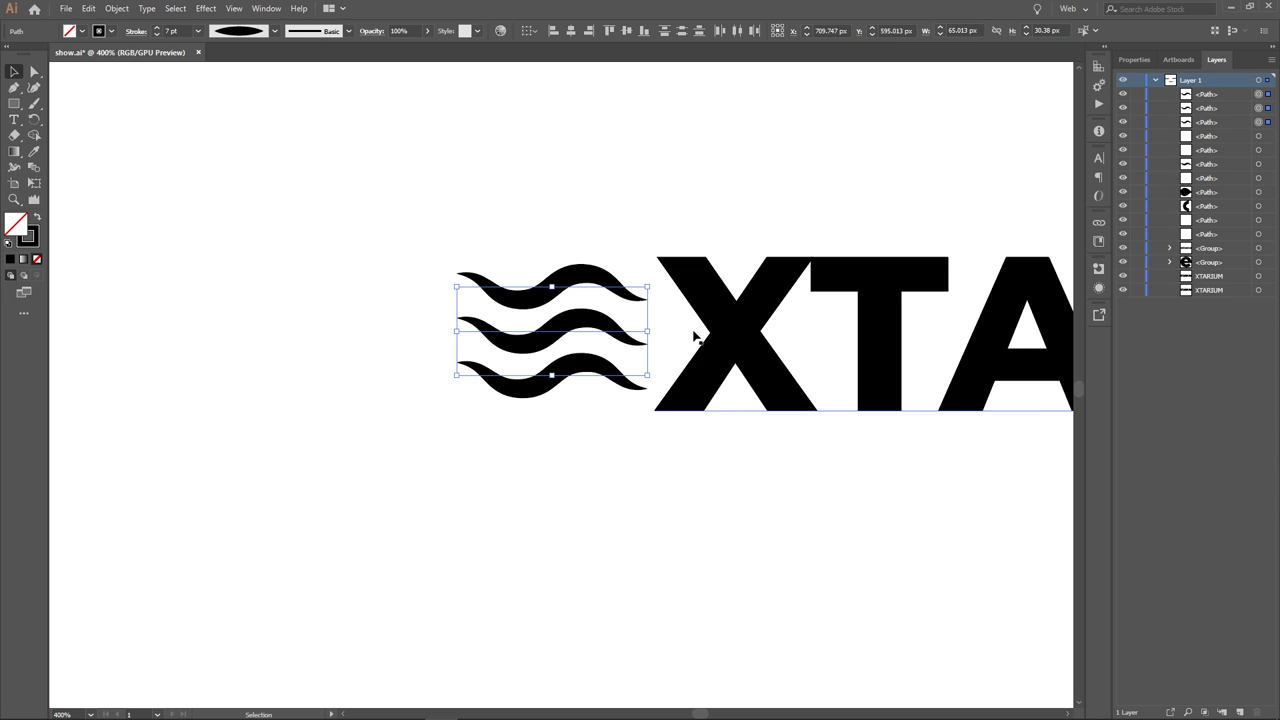 Ai File Edit Object Type Select Effect View Window Help Web Search Adobe Stock
Path Stroke: 7 pt Basic Opacity: 100% Style: X: 709.747 px Y: 595.013 px W: 65.013 px H: 30.38 px
show.ai* @ 400% (RGB/GPU Preview)
Properties Artboards Layers
Layer 1
<Path>
<Path>
<Path>
<Path>
<Path>
<Path>
<Path>
<Path>
<Path>
<Path>
<Path>
<Group>
<Group>
XTARIUM
XTARIUM
XTA
400% 1 Selection
1 Layer